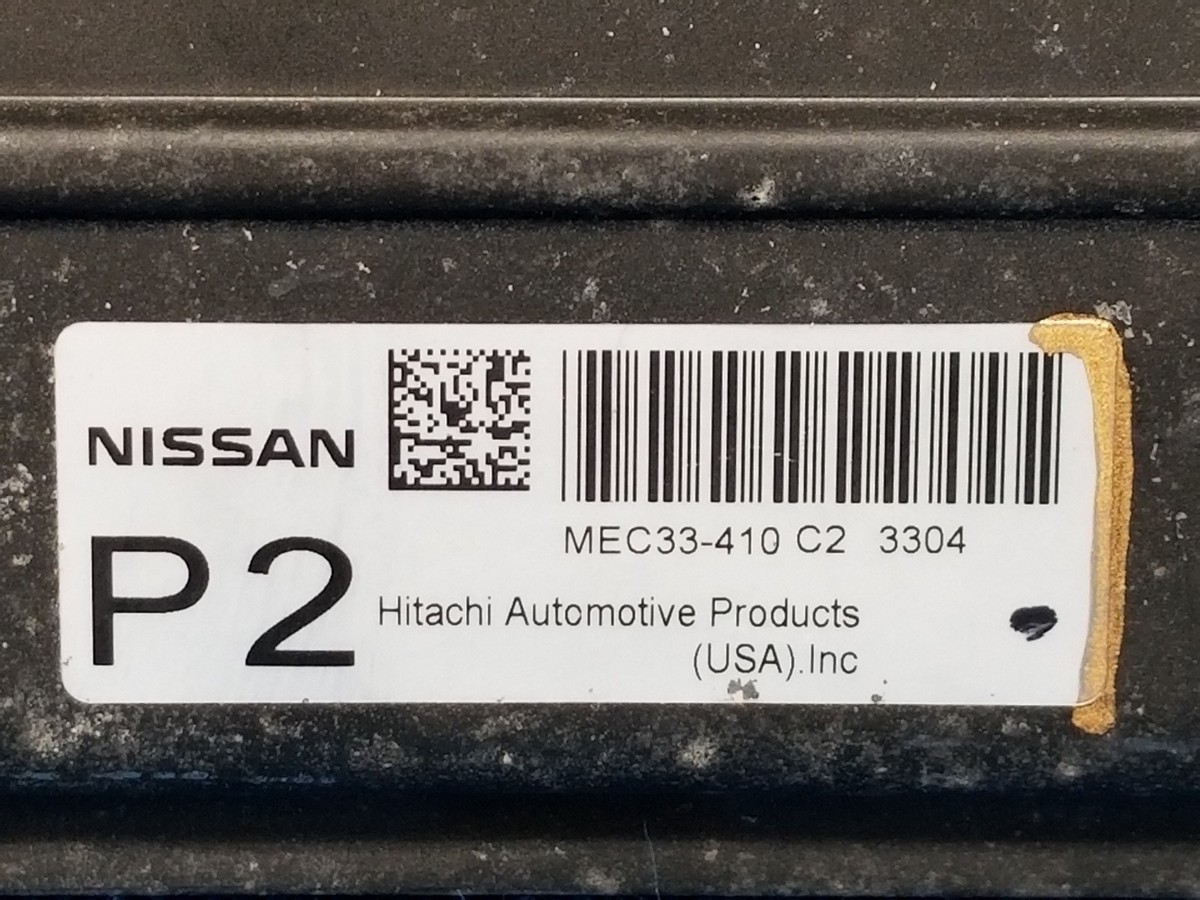 NISSAN
MEC33-410 C2 3304
P2
Hitachi Automotive Products
(USA).Inc